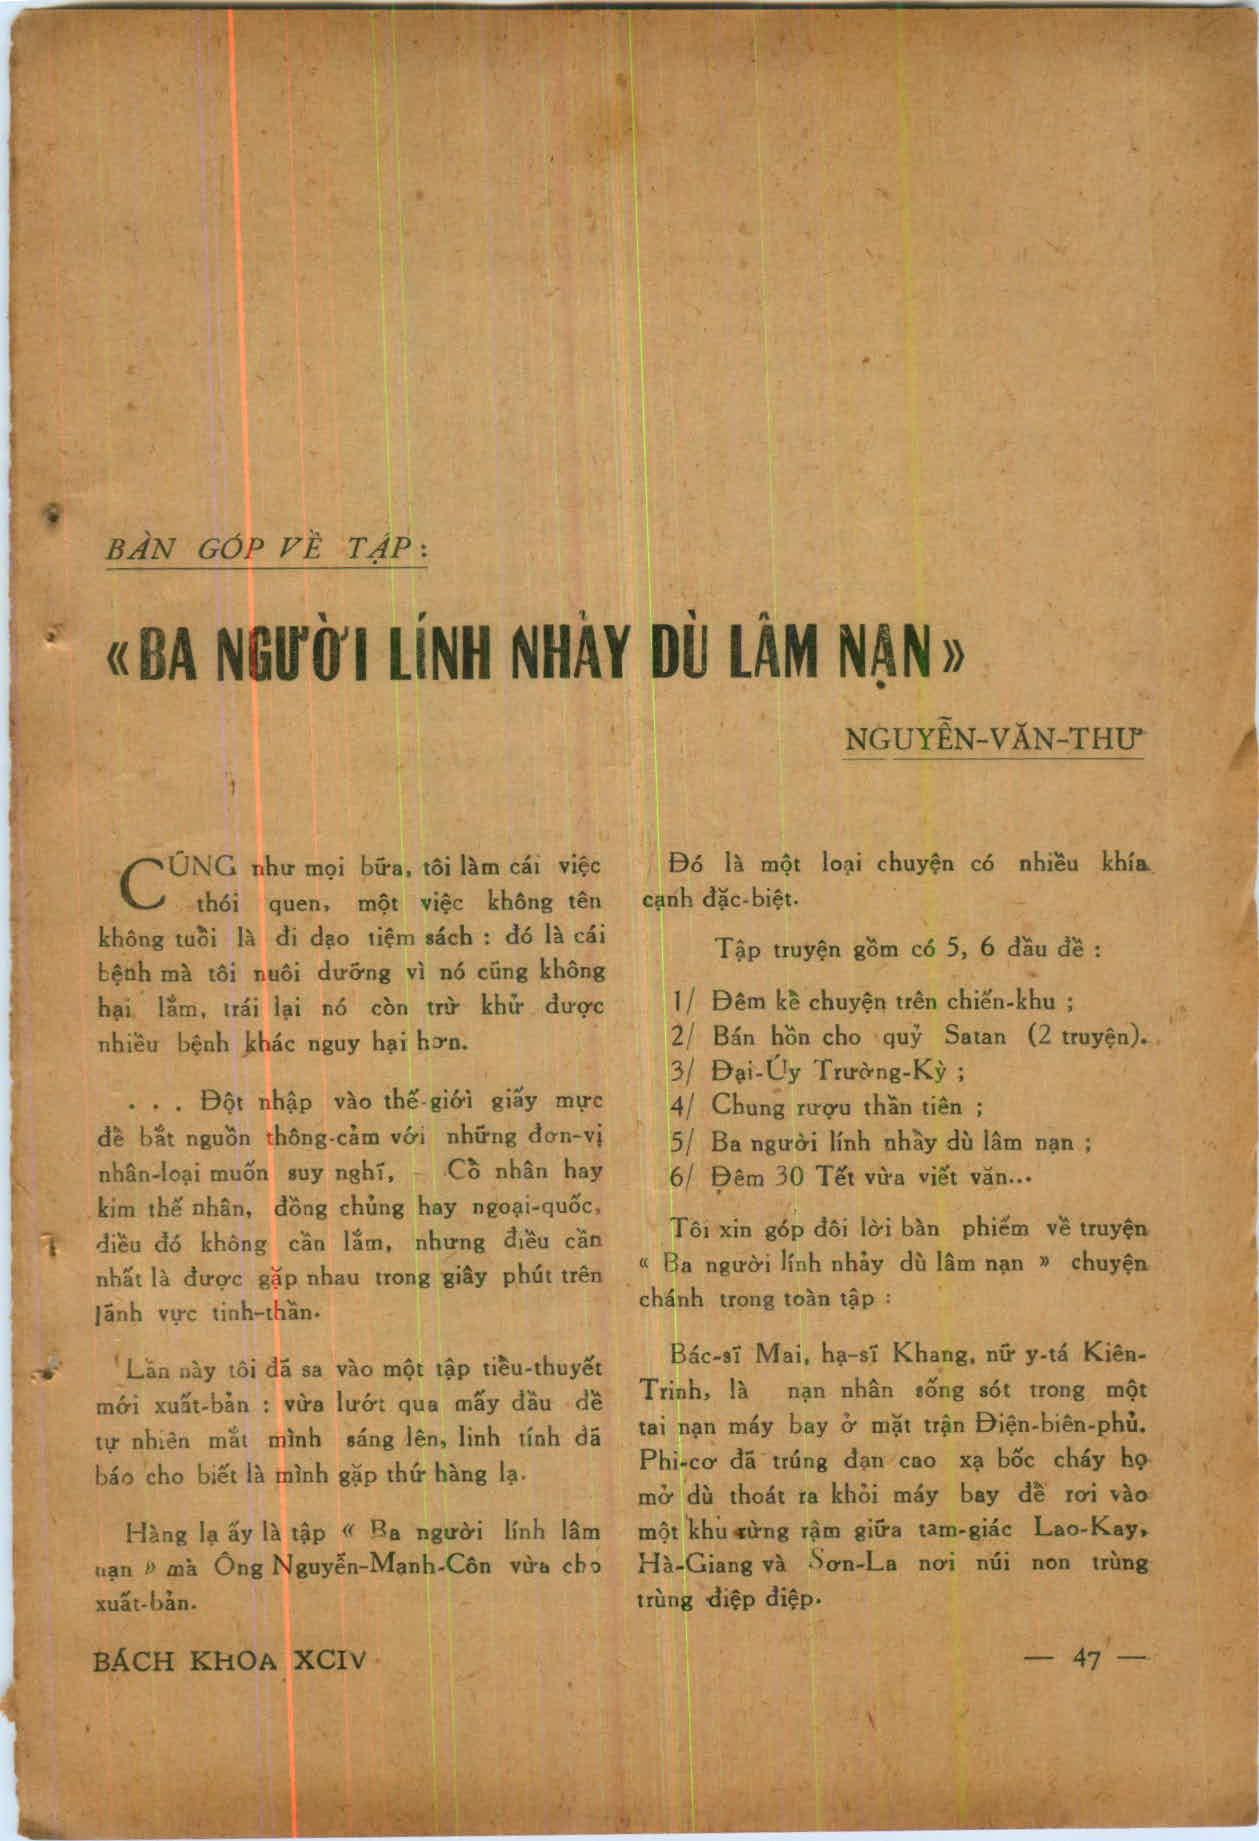 BÀN GÓP VỀ TẬP :
« BA NGƯỜI LÍNH NHẢY DÙ LÂM NẠN »
NGUYỄN-VĂN-THƯ
CŨNG như mọi bữa, tôi làm cái việc
thói quen, một việc không tên
không tuổi là đi dạo tiệm sách : đó là cái
bệnh mà tôi nuôi dưỡng vì nó cũng không
hại lắm, trái lại nó còn trừ khử được
nhiều bệnh khác nguy hại hơn.
. . . Đột nhập vào thế-giới giấy mực
để bắt nguồn thông-cảm với những đơn-vị
nhân-loại muốn suy nghĩ, – Cổ nhân hay
kim thế nhân, đồng chủng hay ngoại-quốc,
điều đó không cần lắm, nhưng điều cần
nhất là được gặp nhau trong giây phút trên
lãnh vực tinh-thần.
Lần này tôi đã sa vào một tập tiểu-thuyết
mới xuất-bản : vừa lướt qua mấy đầu đề
tự nhiên mắt mình sáng lên, linh tính đã
báo cho biết là mình gặp thứ hàng lạ.
Hàng lạ ấy là tập « Ba người lính lâm
nạn » mà Ông Nguyễn-Mạnh-Côn vừa cho
xuất-bản.
Đó là một loại chuyện có nhiều khía
cạnh đặc-biệt.
Tập truyện gồm có 5, 6 đầu đề :
1/ Đêm kể chuyện trên chiến-khu ;
2/ Bán hồn cho quỷ Satan (2 truyện).
3/ Đại-Úy Trường-Kỳ ;
4/ Chung rượu thần tiên ;
5/ Ba người lính nhầy dù lâm nạn ;
6/ Đêm 30 Tết vừa viết văn...
Tôi xin góp đôi lời bàn phiếm về truyện
« Ba người lính nhảy dù lâm nạn » chuyện
chánh trong toàn tập :
Bác-sĩ Mai, hạ-sĩ Khang, nữ y-tá Kiên-
Trinh, là nạn nhân sống sót trong một
tai nạn máy bay ở mặt trận Điện-biên-phủ.
Phi-cơ đã trúng đạn cao xạ bốc cháy họ
mở dù thoát ra khỏi máy bay để rơi vào
một khu rừng rậm giữa tam-giác Lao-Kay,
Hà-Giang và Sơn-La nơi núi non trùng
trùng điệp điệp.
BÁCH KHOA XCIV
— 47 —